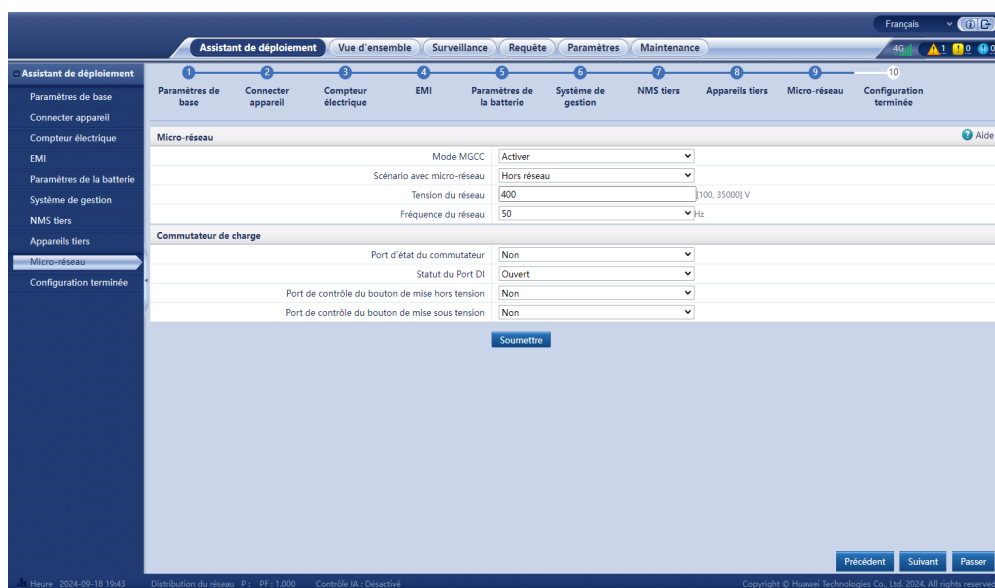 Français
Assistant de déploiement Vue d'ensemble Surveillance Requête Paramètres Maintenance
4G 1 0 0
Assistant de déploiement
Paramètres de base
Connecter appareil
Compteur électrique
EMI
Paramètres de la batterie
Système de gestion
NMS tiers
Appareils tiers
Micro-réseau
Configuration terminée
1 2 3 4 5 6 7 8 9 10
Paramètres de base
Connecter appareil
Compteur électrique
EMI
Paramètres de la batterie
Système de gestion
NMS tiers
Appareils tiers
Micro-réseau
Configuration terminée
Micro-réseau Aide
Mode MGCC Activer
Scénario avec micro-réseau Hors réseau
Tension du réseau 400 [100, 35000] V
Fréquence du réseau 50 Hz
Commutateur de charge
Port d'état du commutateur Non
Statut du Port DI Ouvert
Port de contrôle du bouton de mise hors tension Non
Port de contrôle du bouton de mise sous tension Non
Soumettre
Précédent Suivant Passer
Heure 2024-09-18 19:43 Distribution du réseau P : PF : 1.000 Contrôle IA : Désactivé Copyright © Huawei Technologies Co., Ltd. 2024. All rights reserved